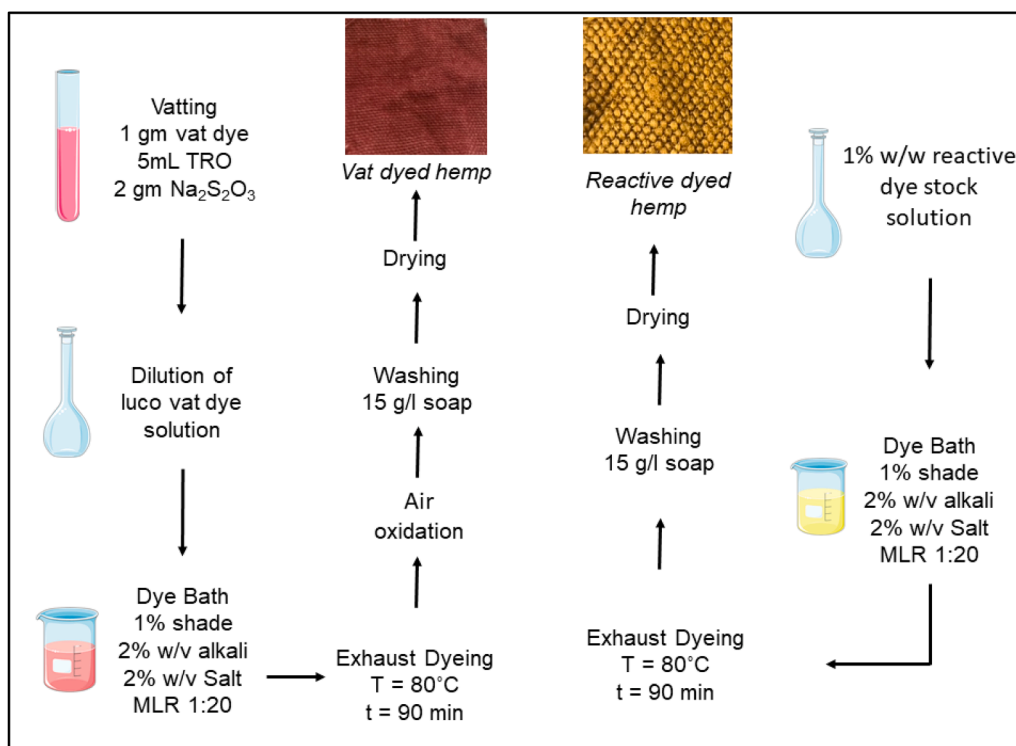 Vatting
1 gm vat dye
5mL TRO
2 gm Na₂S₂O₃
Dilution of
luco vat dye
solution
Dye Bath
1% shade
2% w/v alkali
2% w/v Salt
MLR 1:20
Exhaust Dyeing
T = 80°C
t = 90 min
Air
oxidation
Washing
15 g/l soap
Drying
Vat dyed hemp
1% w/w reactive
dye stock
solution
Dye Bath
1% shade
2% w/v alkali
2% w/v Salt
MLR 1:20
Exhaust Dyeing
T = 80°C
t = 90 min
Washing
15 g/l soap
Drying
Reactive dyed
hemp